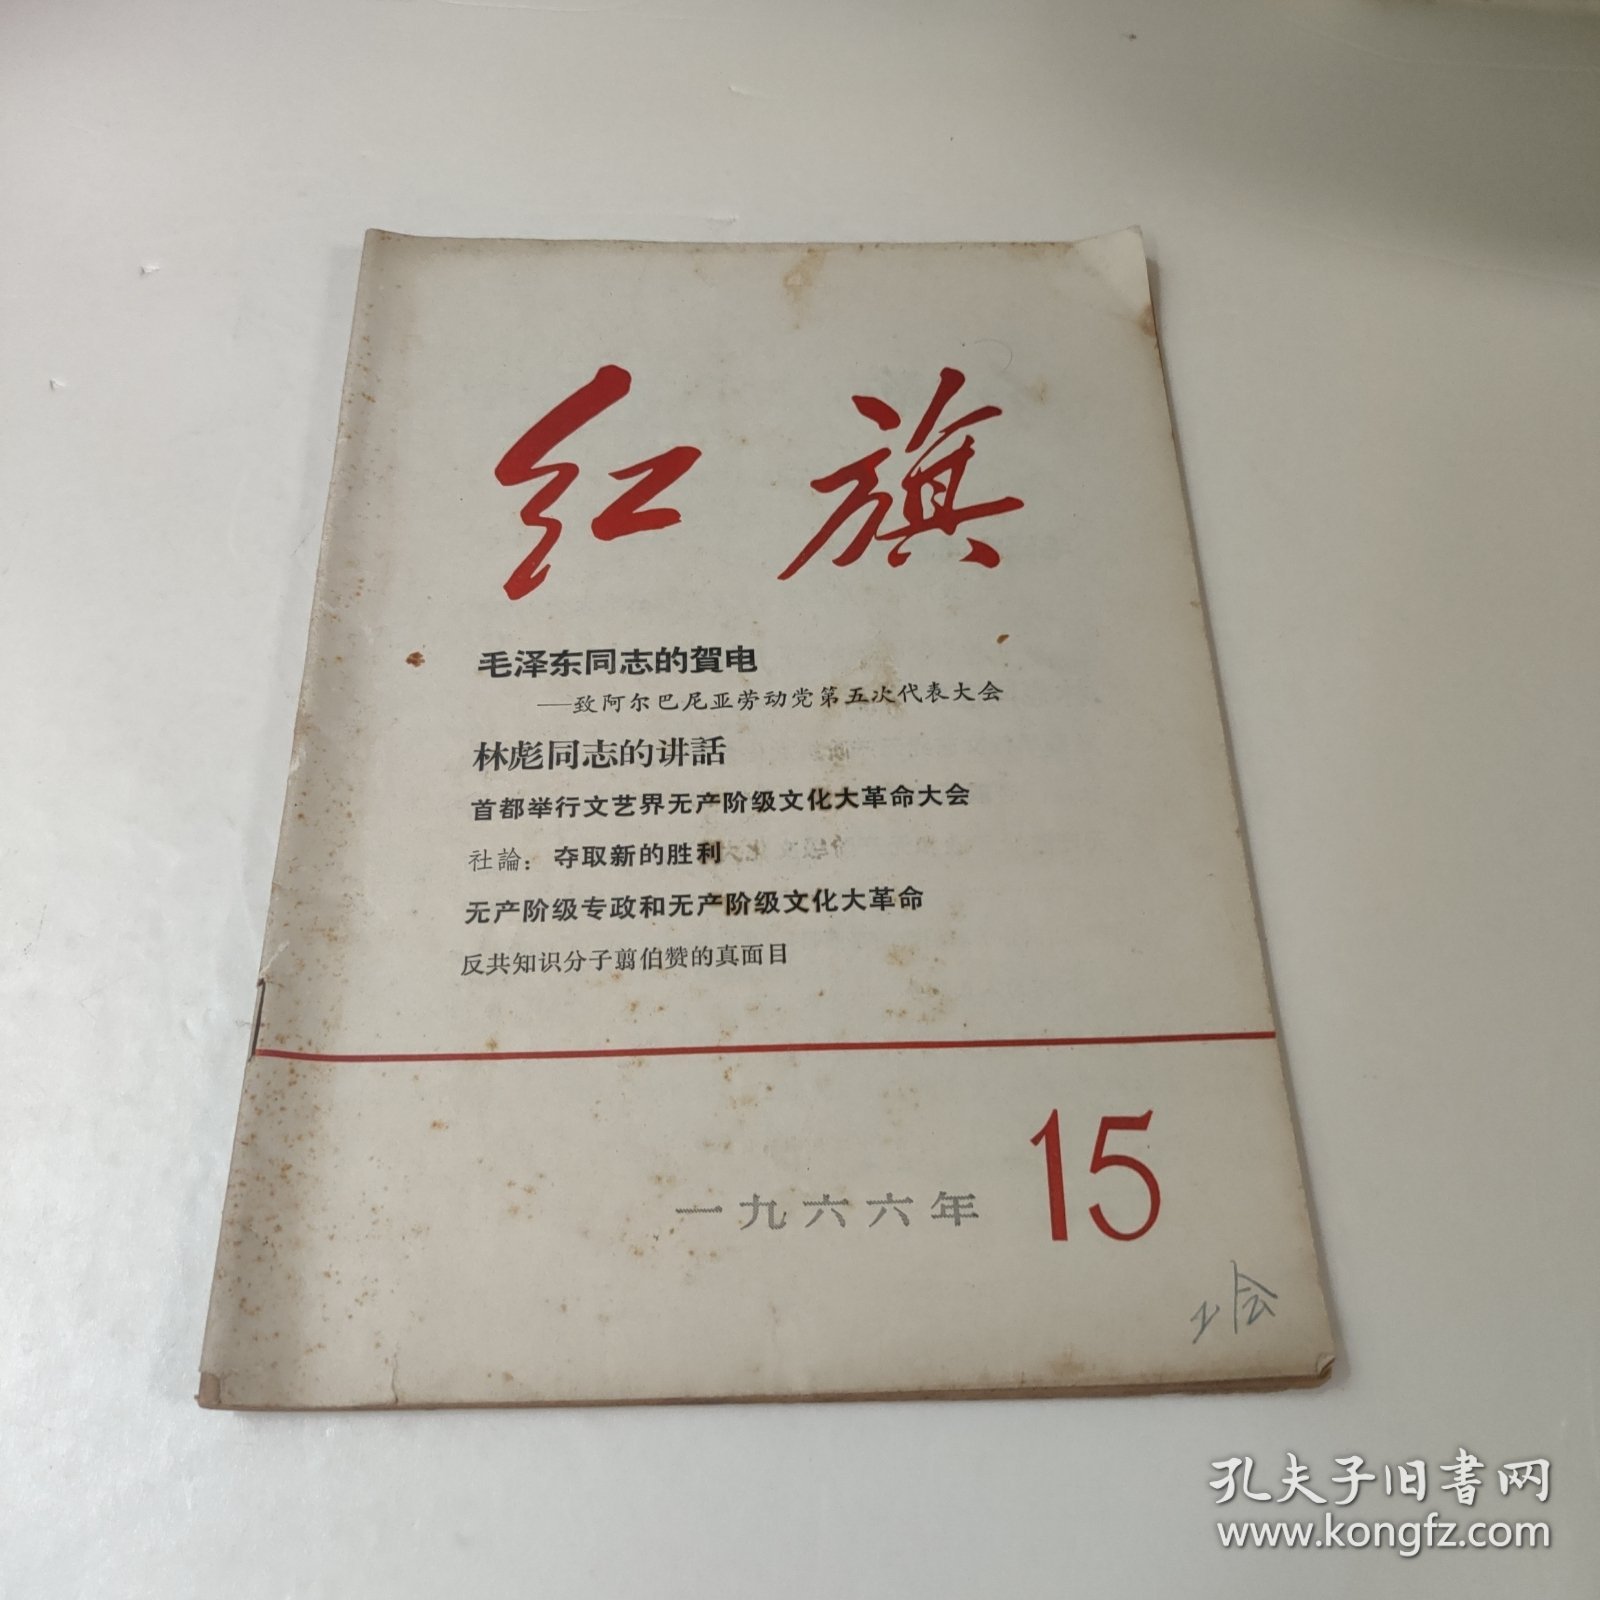 红旗
毛泽东同志的賀电
——致阿尔巴尼亚劳动党第五次代表大会
林彪同志的讲話
首都举行文艺界无产阶级文化大革命大会
社論：夺取新的胜利
无产阶级专政和无产阶级文化大革命
反共知识分子翦伯赞的真面目
一九六六年 15
工会
孔夫子旧书网
www.kongfz.com